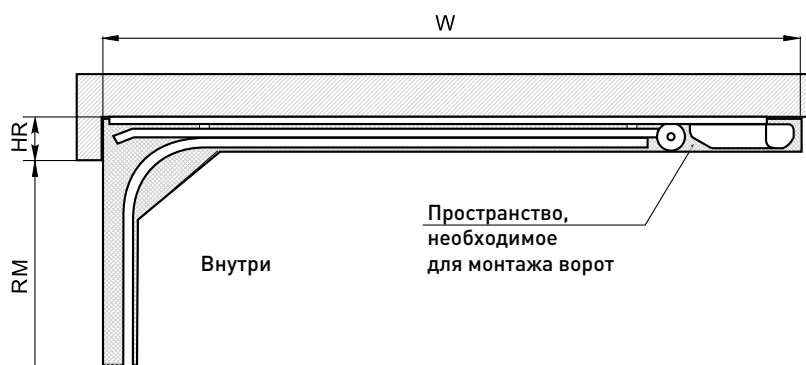 W
HR
RM
Внутри
Пространство,
необходимое
для монтажа ворот